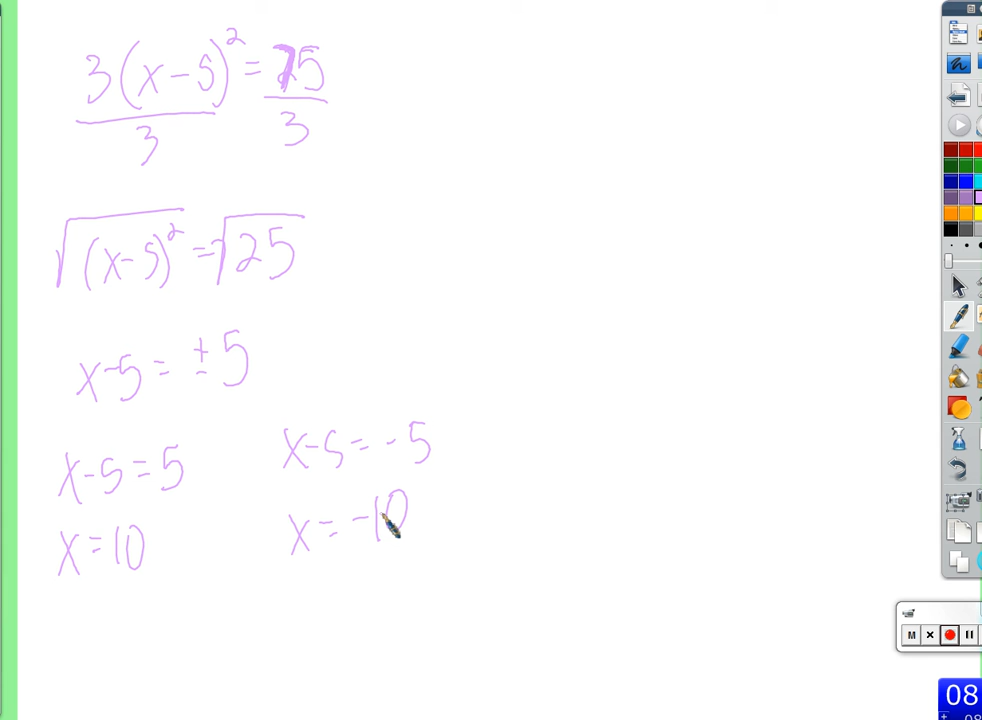 3(x-5)² = 75
3 3
√(x-5)² = √25
x-5 = ± 5
x-5 = 5
x = 10
x-5 = -5
x = -10
M
08